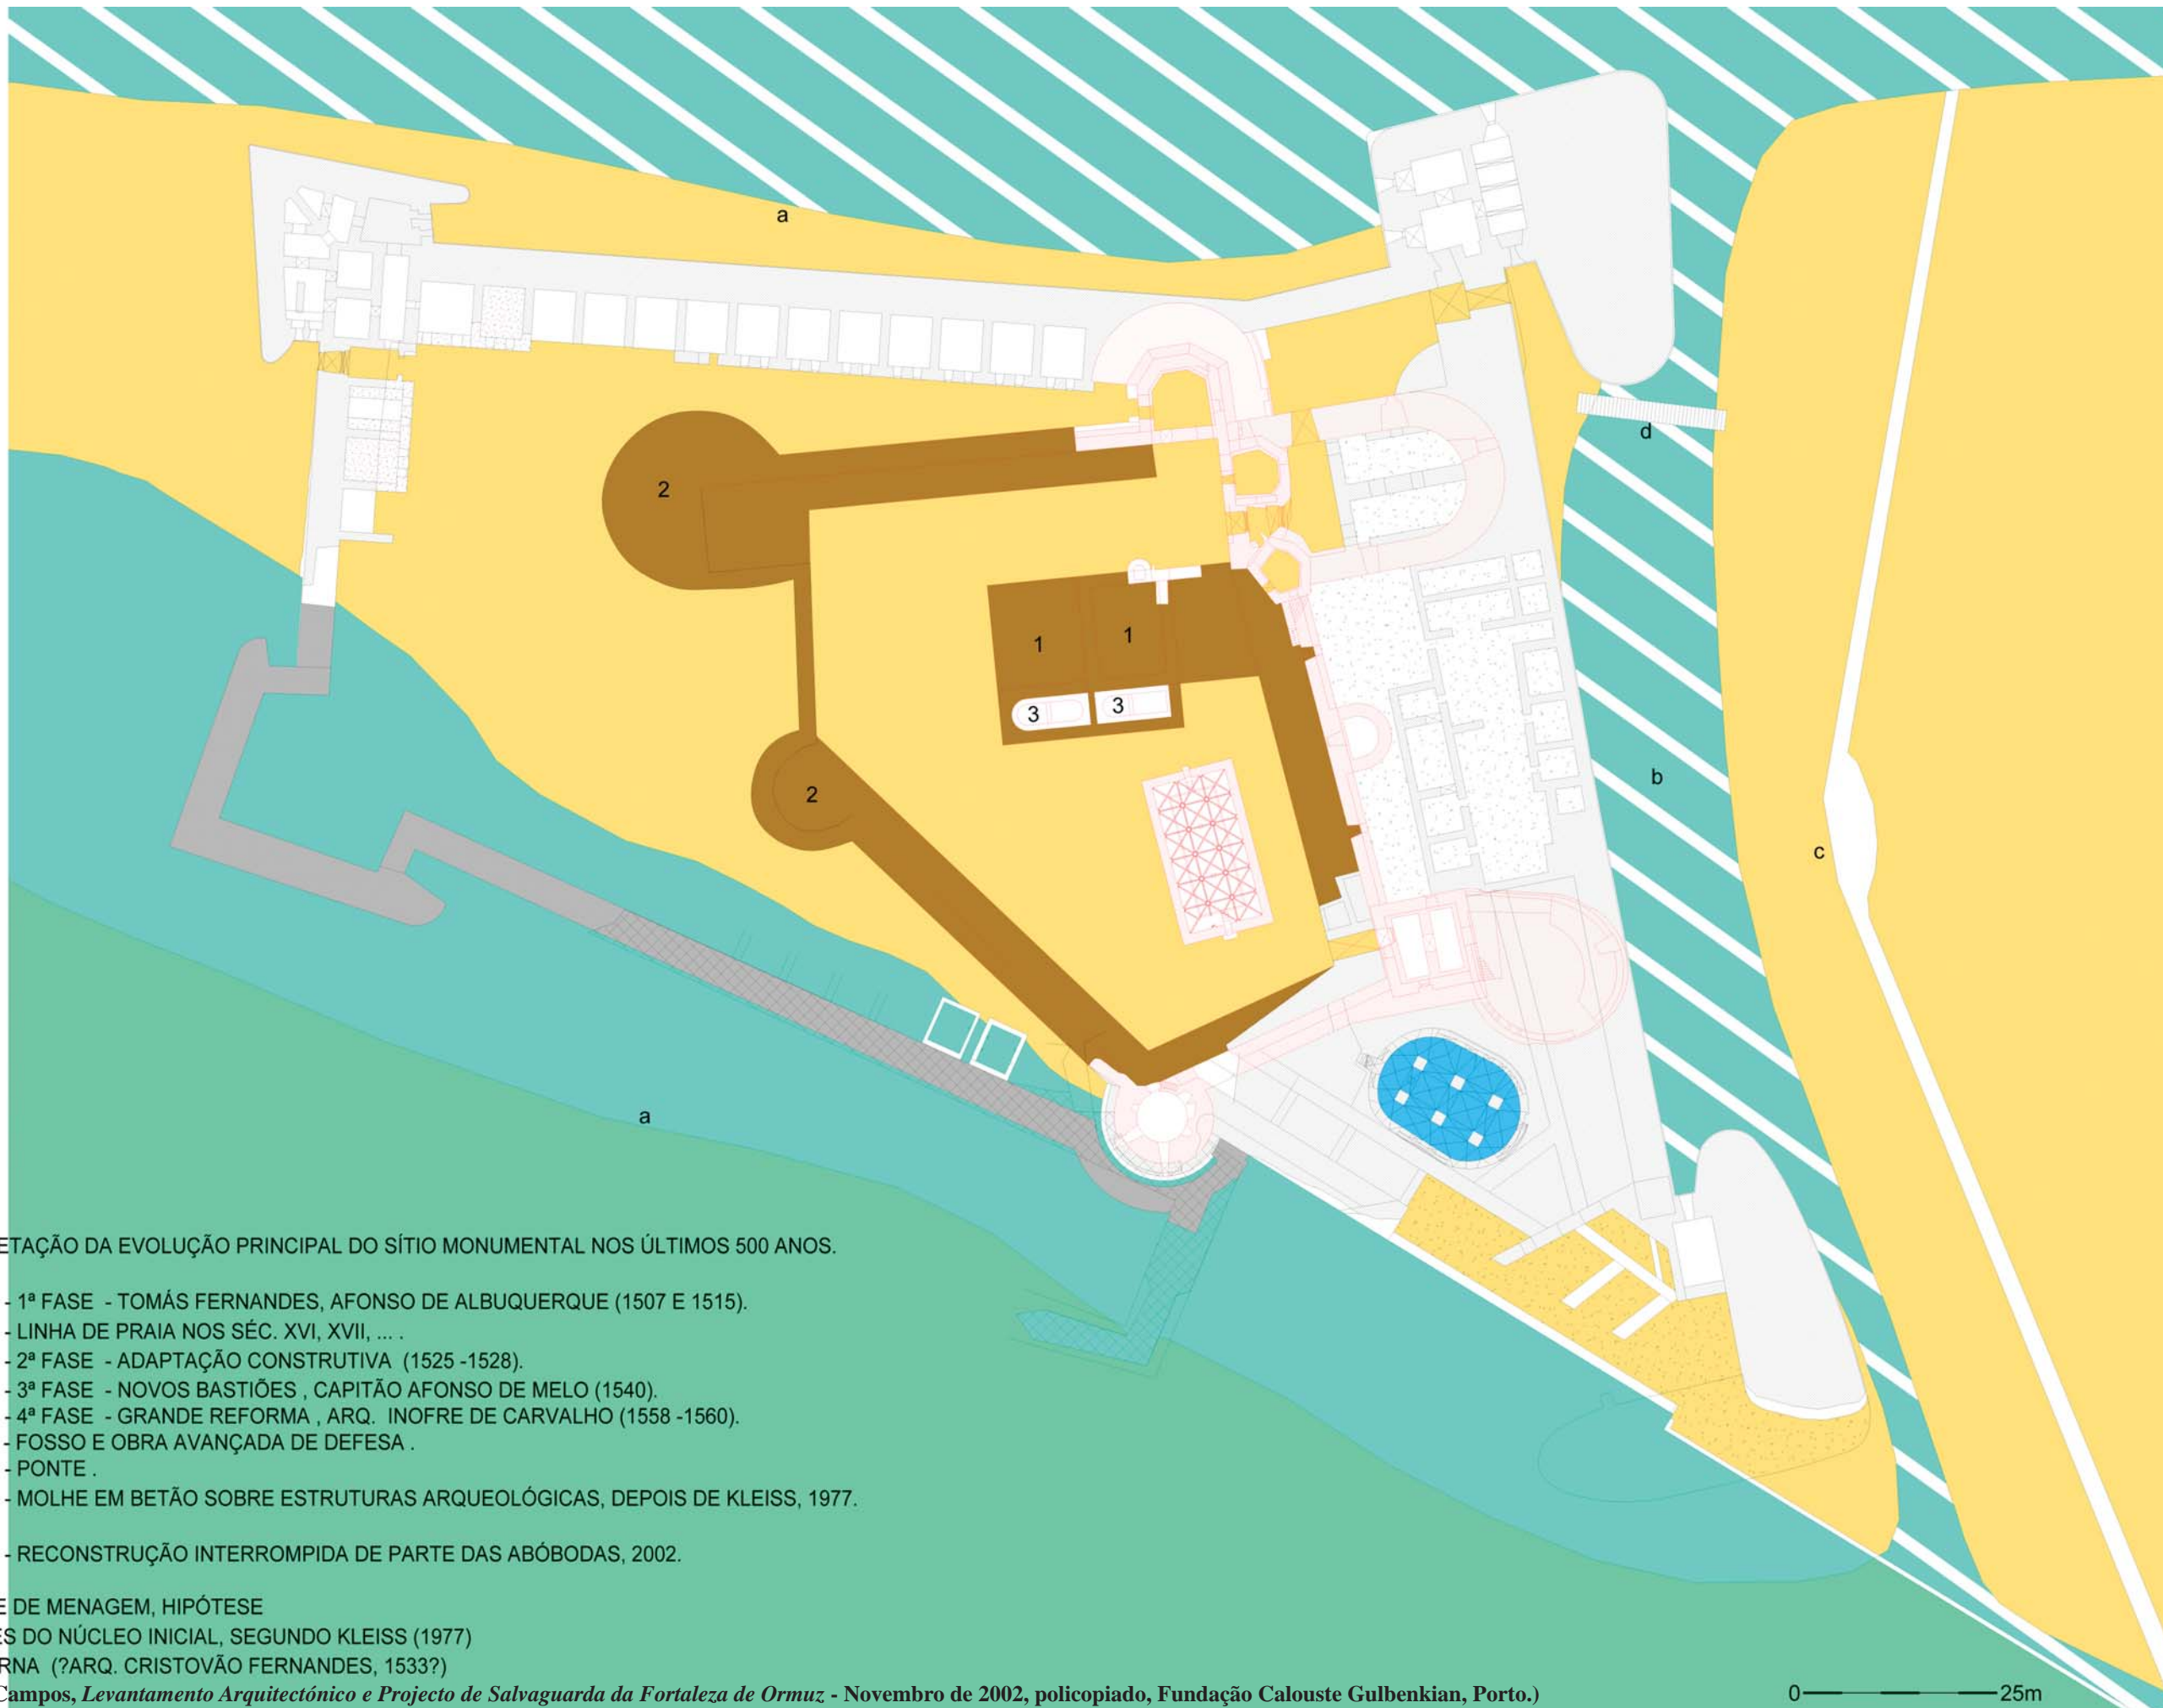 a
a
b
c
d
2
2
1
1
3
3
ETAÇÃO DA EVOLUÇÃO PRINCIPAL DO SÍTIO MONUMENTAL NOS ÚLTIMOS 500 ANOS.
- 1ª FASE - TOMÁS FERNANDES, AFONSO DE ALBUQUERQUE (1507 E 1515).
- LINHA DE PRAIA NOS SÉC. XVI, XVII, ... .
- 2ª FASE - ADAPTAÇÃO CONSTRUTIVA (1525 -1528).
- 3ª FASE - NOVOS BASTIÕES , CAPITÃO AFONSO DE MELO (1540).
- 4ª FASE - GRANDE REFORMA , ARQ. INOFRE DE CARVALHO (1558 -1560).
- FOSSO E OBRA AVANÇADA DE DEFESA .
- PONTE .
- MOLHE EM BETÃO SOBRE ESTRUTURAS ARQUEOLÓGICAS, DEPOIS DE KLEISS, 1977.
- RECONSTRUÇÃO INTERROMPIDA DE PARTE DAS ABÓBODAS, 2002.
E DE MENAGEM, HIPÓTESE
ES DO NÚCLEO INICIAL, SEGUNDO KLEISS (1977)
RNA (?ARQ. CRISTOVÃO FERNANDES, 1533?)
Campos, Levantamento Arquitectónico e Projecto de Salvaguarda da Fortaleza de Ormuz - Novembro de 2002, policopiado, Fundação Calouste Gulbenkian, Porto.)
0 25m